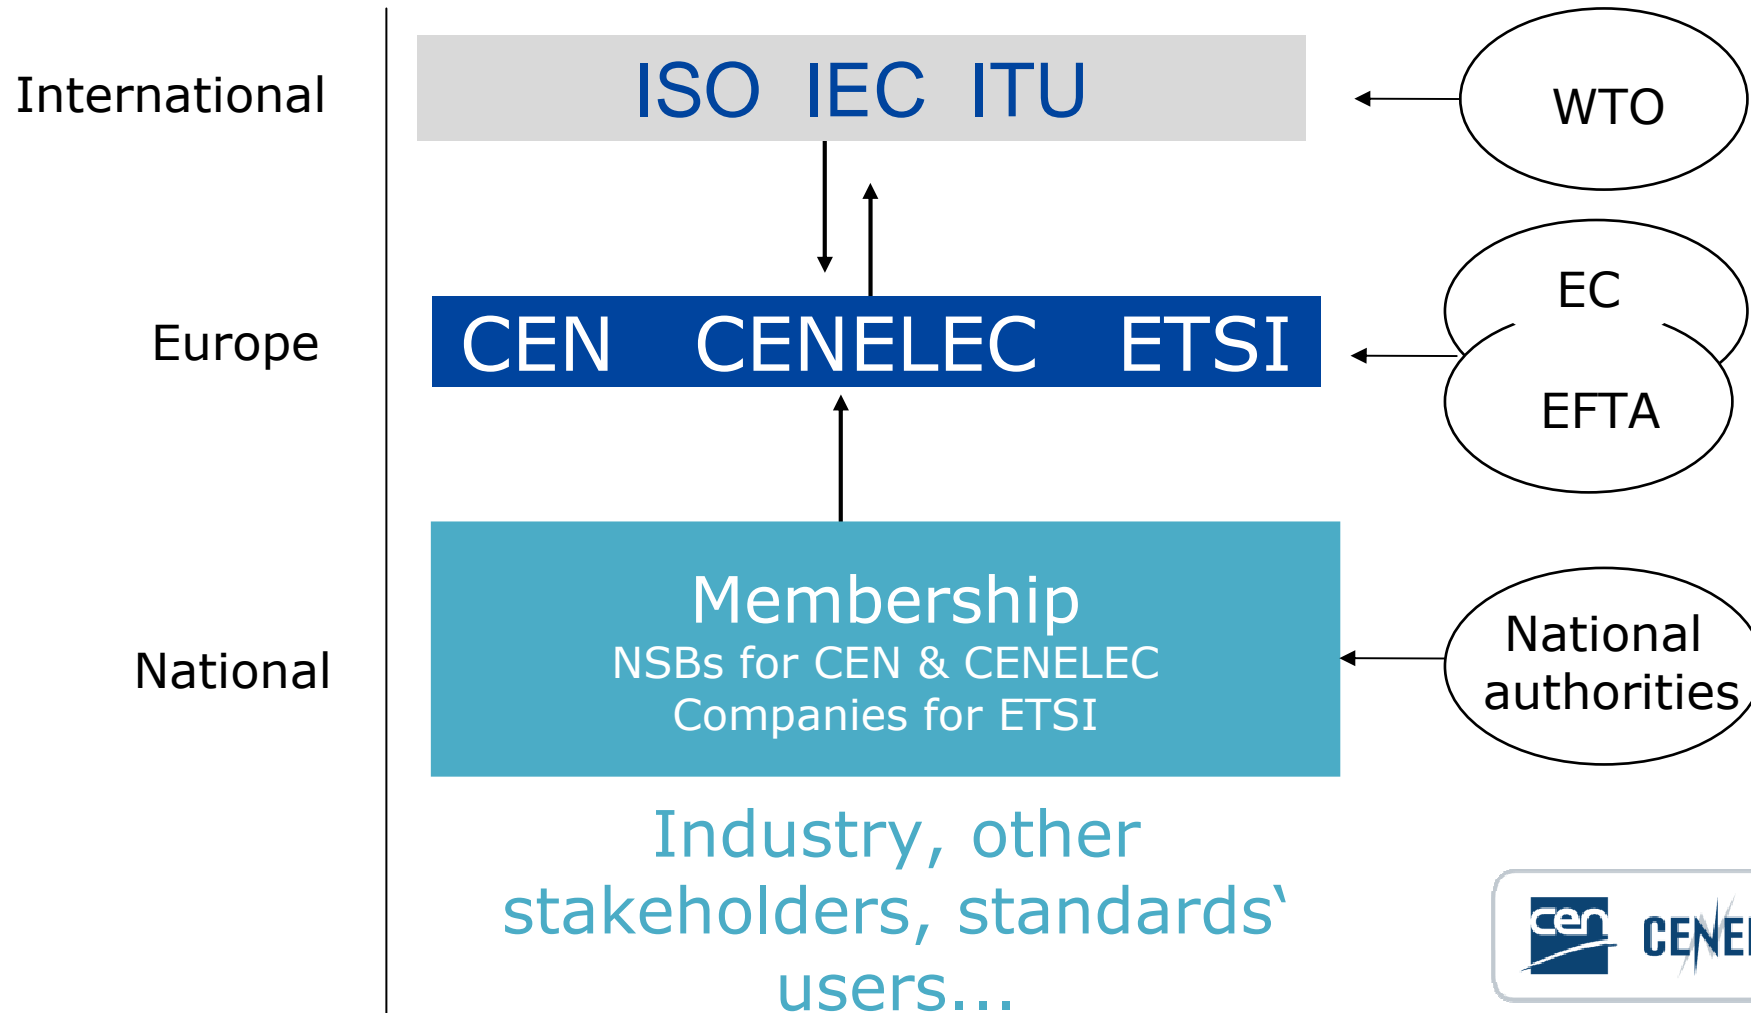 International
ISO IEC ITU
WTO
Europe
CEN CENELEC ETSI
EC
EFTA
National
Membership
NSBs for CEN & CENELEC
Companies for ETSI
National
authorities
Industry, other
stakeholders, standards‘
users...
cen